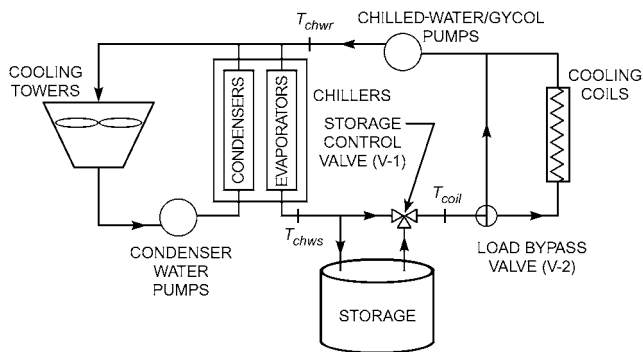 T_chwr
CHILLED-WATER/GYCOL
PUMPS
COOLING
TOWERS
CONDENSERS
EVAPORATORS
CHILLERS
STORAGE
CONTROL
VALVE (V-1)
COOLING
COILS
T_coil
T_chws
CONDENSER
WATER
PUMPS
LOAD BYPASS
VALVE (V-2)
STORAGE